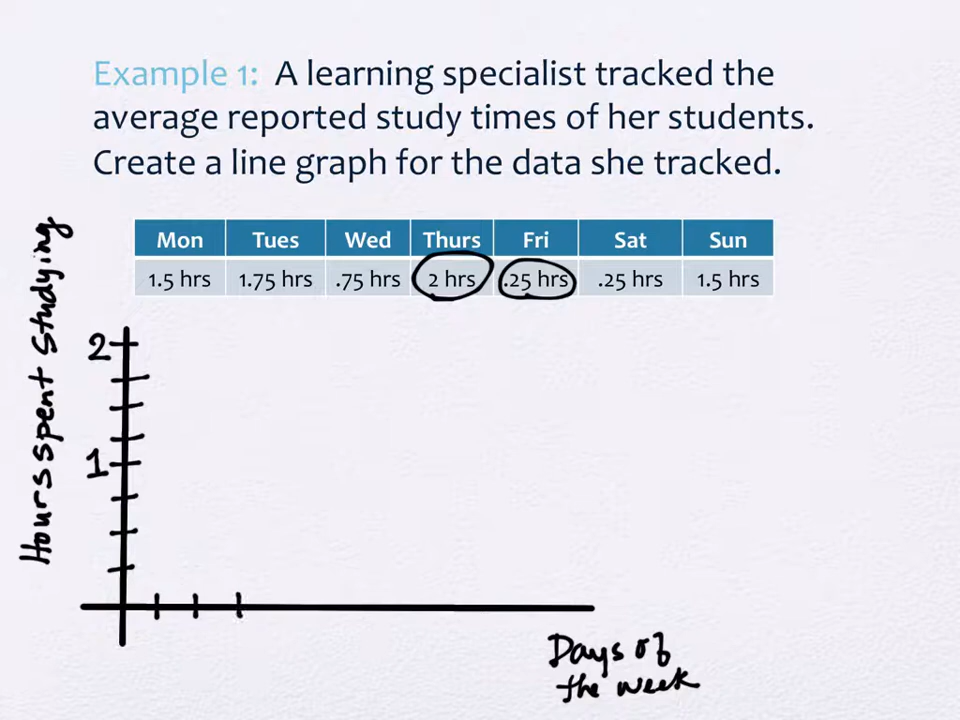 Example 1: A learning specialist tracked the
average reported study times of her students.
Create a line graph for the data she tracked.
Mon Tues Wed Thurs Fri Sat Sun
1.5 hrs 1.75 hrs .75 hrs 2 hrs .25 hrs .25 hrs 1.5 hrs
Hours spent studying
2
1
Days of
the week